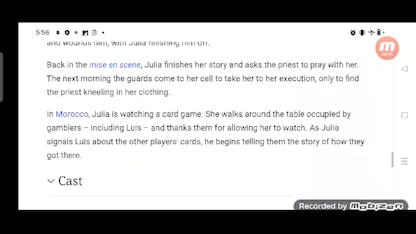 5:56
and wounds him, with Julia finishing him off.
Back in the mise en scene, Julia finishes her story and asks the priest to pray with her.
The next morning the guards come to her cell to take her to her execution, only to find
the priest kneeling in her clothing.
In Morocco, Julia is watching a card game. She walks around the table occupied by
gamblers – including Luis – and thanks them for allowing her to watch. As Julia
signals Luis about the other players' cards, he begins telling them the story of how they
got there.
Cast
Recorded by Mobizen